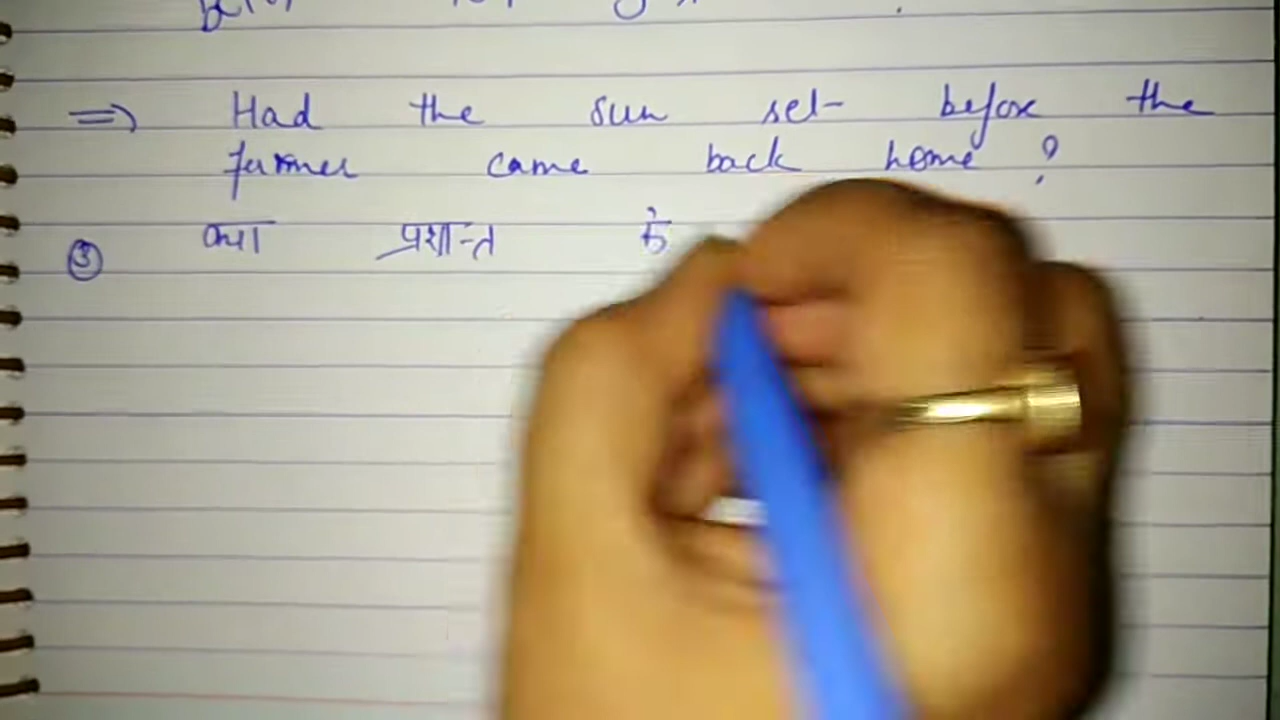 ⇒ Had the sun set before the
farmer came back home ?
③ क्या प्रशान्त के